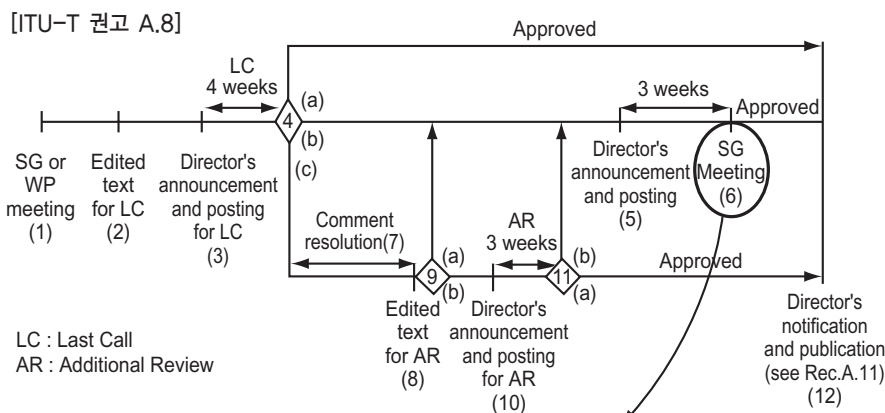 [ITU-T 권고 A.8]
Approved
LC
4 weeks
(a)
4
(b)
(c)
3 weeks
Approved
SG or
WP
meeting
(1)
Edited
text
for LC
(2)
Director's
announcement
and posting
for LC
(3)
Director's
announcement
and posting
(5)
SG
Meeting
(6)
Comment
resolution(7)
(a)
9
(b)
AR
3 weeks
(b)
11
(a)
Approved
Edited
text
for AR
(8)
Director's
announcement
and posting
for AR
(10)
Director's
notification
and publication
(see Rec.A.11)
(12)
LC : Last Call
AR : Additional Review